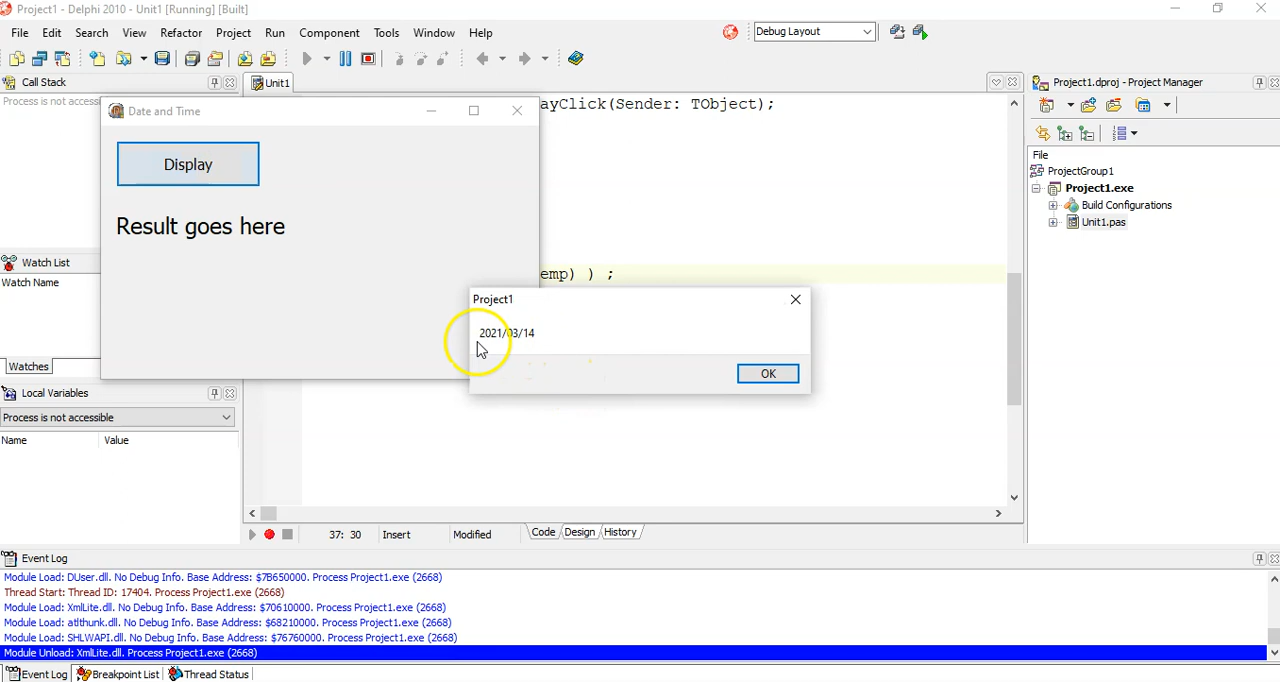 Project1 - Delphi 2010 - Unit1 [Running] [Built]
File Edit Search View Refactor Project Run Component Tools Window Help
Debug Layout
Call Stack
Unit1
Project1.dproj - Project Manager
Process is not accessi
Date and Time
ayClick(Sender: TObject);
Display
File
ProjectGroup1
Project1.exe
Build Configurations
Unit1.pas
Result goes here
Watch List
Watch Name
emp) ) ;
Project1
2021/03/14
OK
Watches
Local Variables
Process is not accessible
Name Value
37: 30 Insert Modified Code Design History
Event Log
Module Load: DUser.dll. No Debug Info. Base Address: $7B650000. Process Project1.exe (2668)
Thread Start: Thread ID: 17404. Process Project1.exe (2668)
Module Load: XmlLite.dll. No Debug Info. Base Address: $70610000. Process Project1.exe (2668)
Module Load: atlthunk.dll. No Debug Info. Base Address: $68210000. Process Project1.exe (2668)
Module Load: SHLWAPI.dll. No Debug Info. Base Address: $76760000. Process Project1.exe (2668)
Module Unload: XmlLite.dll. Process Project1.exe (2668)
Event Log Breakpoint List Thread Status